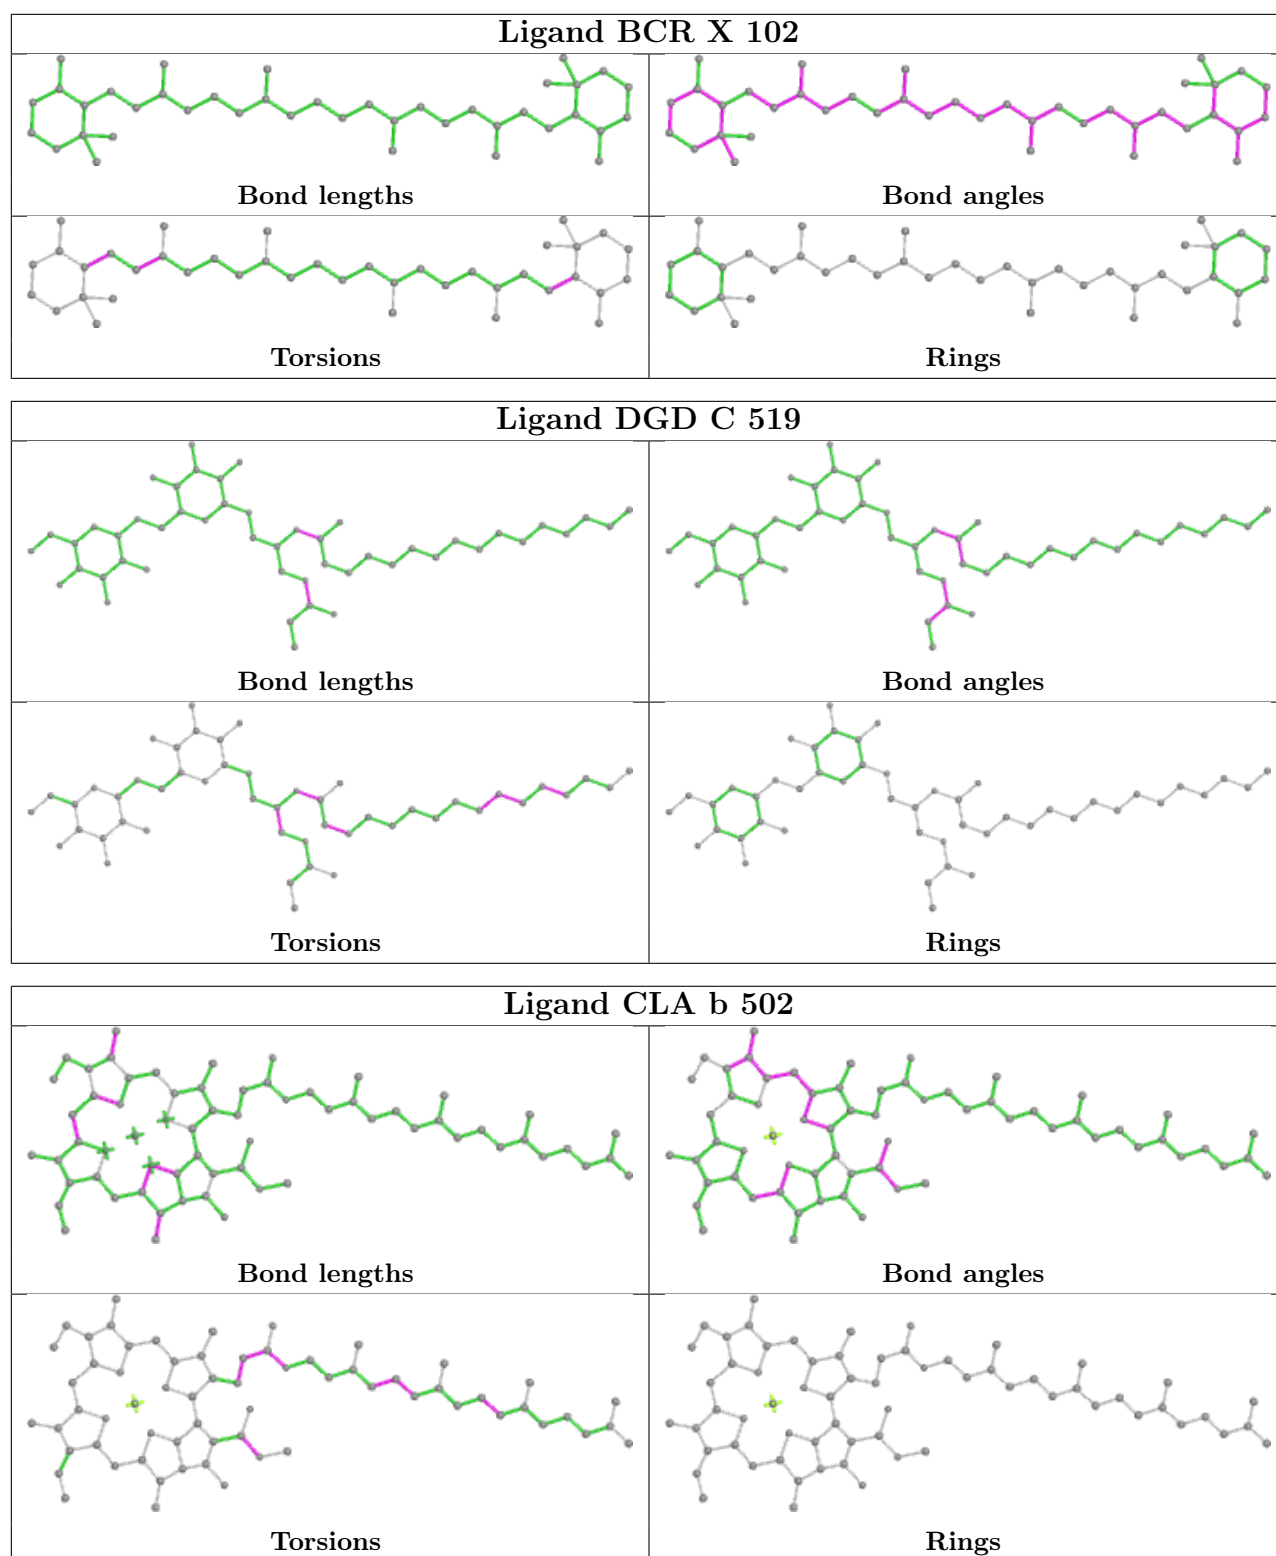 Ligand BCR X 102
Bond lengths
Bond angles
Torsions
Rings
Ligand DGD C 519
Bond lengths
Bond angles
Torsions
Rings
Ligand CLA b 502
Bond lengths
Bond angles
Torsions
Rings